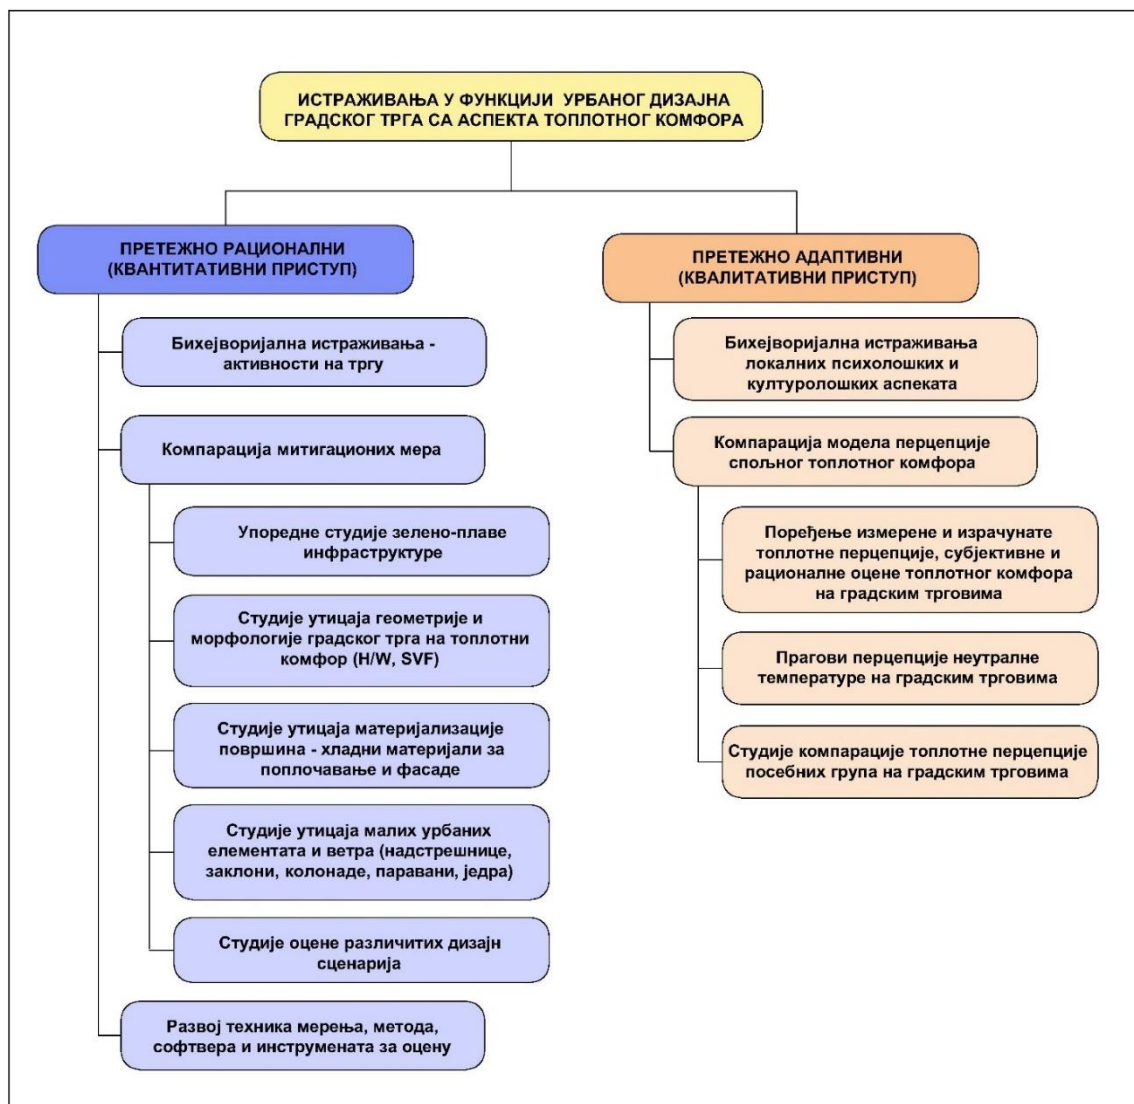 ИСТРАЖИВАЊА У ФУНКЦИЈИ УРБАНОГ ДИЗАЈНА
ГРАДСКОГ ТРГА СА АСПЕКТА ТОПЛОТНОГ КОМФОРА
ПРЕТЕЖНО РАЦИОНАЛНИ
(КВАНТИТАТИВНИ ПРИСТУП)
Бихејворијална истраживања -
активности на тргу
Компарација митигационих мера
Упоредне студије зелено-плаве
инфраструктуре
Студије утицаја геометрије и
морфологије градског трга на топлотни
комфор (H/W, SVF)
Студије утицаја материјализације
површина - хладни материјали за
поплочавање и фасаде
Студије утицаја малих урбаних
елементата и ветра (надстрешнице,
заклони, колонаде, паравани, једра)
Студије оцене различитих дизајн
сценарија
Развој техника мерења, метода,
софтвера и инструмената за оцену
ПРЕТЕЖНО АДАПТИВНИ
(КВАЛИТАТИВНИ ПРИСТУП)
Бихејворијална истраживања
локалних психолошких и
културолошких аспеката
Компарација модела перцепције
спољног топлотног комфора
Поређење измерене и израчунате
топлотне перцепције, субјективне и
рационалне оцене топлотног комфора
на градским трговима
Прагови перцепције неутралне
температуре на градским трговима
Студије компарације топлотне перцепције
посебних група на градским трговима